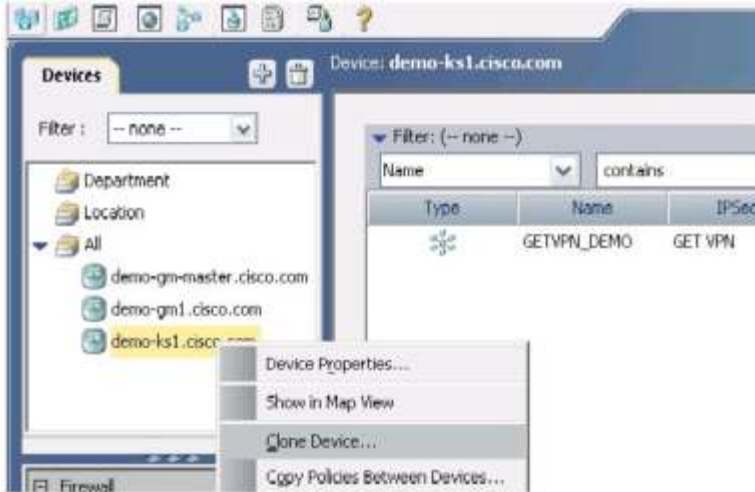 Devices
Device: demo-ks1.cisco.com
Filter :
-- none --
Filter: (-- none --)
Name
contains
Type
Name
IPSec
GETVPN_DEMO
GET VPN
Department
Location
All
demo-gm-master.cisco.com
demo-gm1.cisco.com
demo-ks1.cisco.com
Device Properties...
Show in Map View
Clone Device...
Copy Policies Between Devices...
Firewall